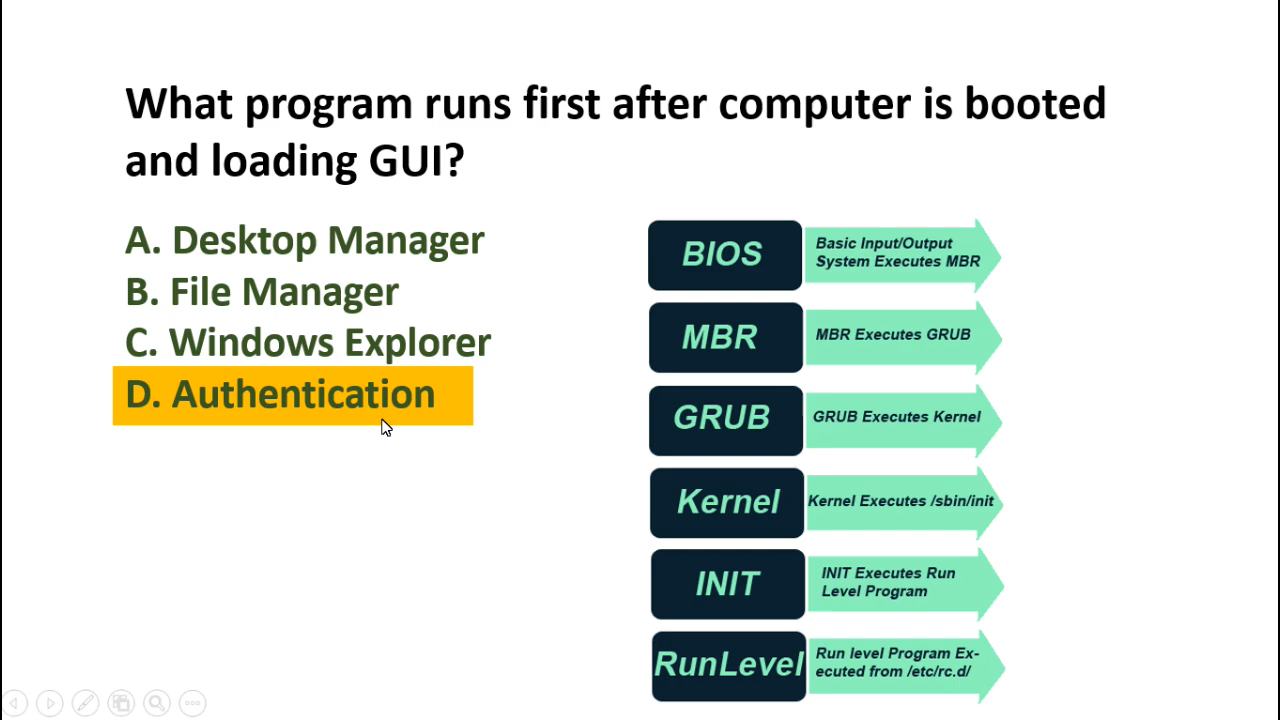 What program runs first after computer is booted
and loading GUI?
A. Desktop Manager
B. File Manager
C. Windows Explorer
D. Authentication
BIOS
Basic Input/Output
System Executes MBR
MBR
MBR Executes GRUB
GRUB
GRUB Executes Kernel
Kernel
Kernel Executes /sbin/init
INIT
INIT Executes Run
Level Program
RunLevel
Run level Program Ex-
ecuted from /etc/rc.d/